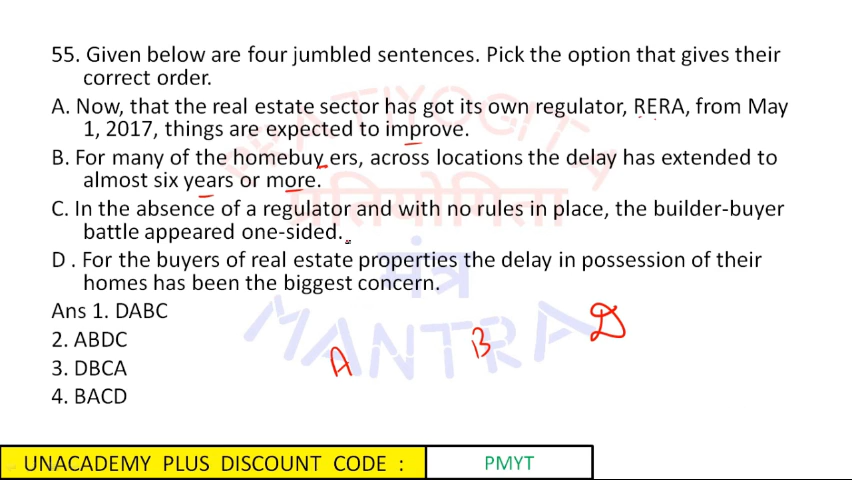 55. Given below are four jumbled sentences. Pick the option that gives their
correct order.
A. Now, that the real estate sector has got its own regulator, RERA, from May
1, 2017, things are expected to improve.
B. For many of the homebuy ers, across locations the delay has extended to
almost six years or more.
C. In the absence of a regulator and with no rules in place, the builder-buyer
battle appeared one-sided.
D . For the buyers of real estate properties the delay in possession of their
homes has been the biggest concern.
Ans 1. DABC
2. ABDC
3. DBCA
4. BACD
A B D
PRATIYOGITA
प्रतियोगिता
मंत्र
MANTRA
UNACADEMY PLUS DISCOUNT CODE : PMYT